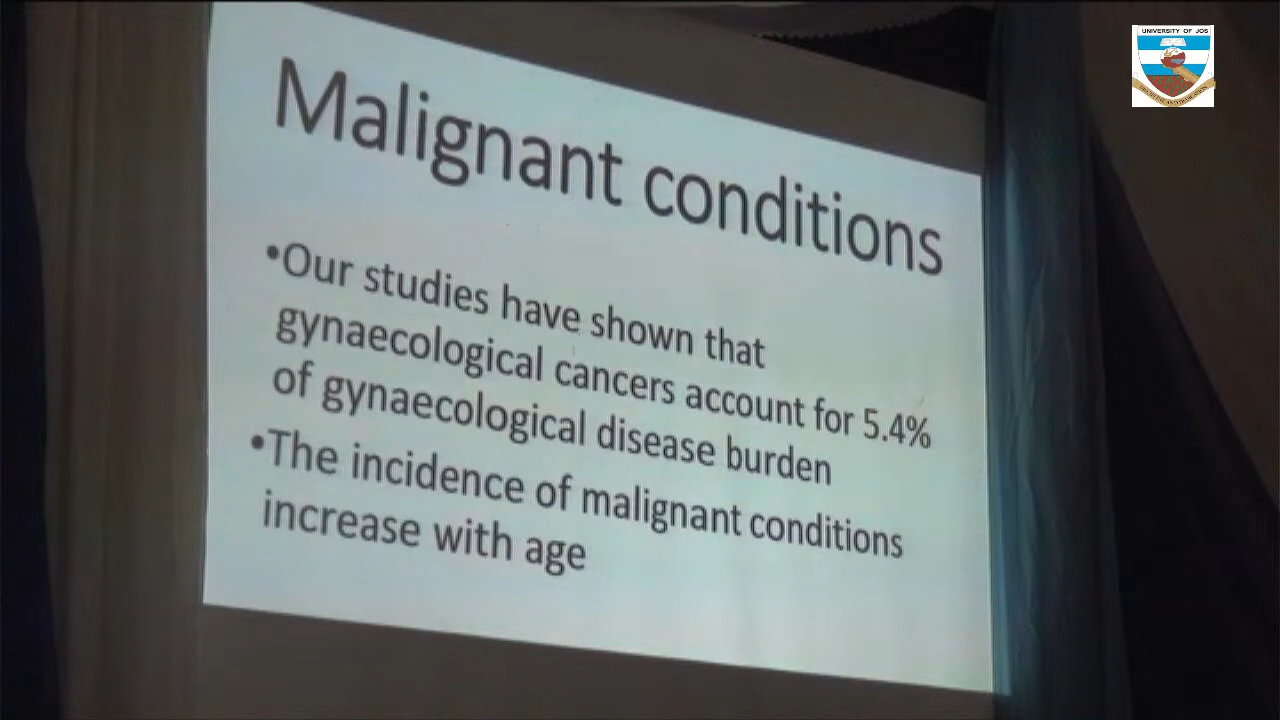 UNIVERSITY OF JOS
Malignant conditions
•Our studies have shown that
gynaecological cancers account for 5.4%
of gynaecological disease burden
•The incidence of malignant conditions
increase with age